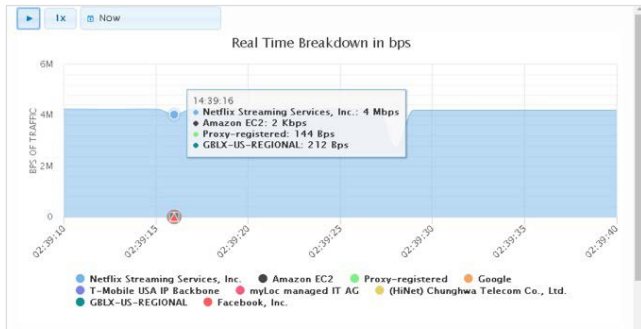 1x
Now
Real Time Breakdown in bps
6M
4M
2M
0
BPS OF TRAFFIC
14:39:16
Netflix Streaming Services, Inc.: 4 Mbps
Amazon EC2: 2 Kbps
Proxy-registered: 144 Bps
GBLX-US-REGIONAL: 212 Bps
02:39:10
02:39:15
02:39:20
02:39:25
02:39:30
02:39:35
02:39:40
Netflix Streaming Services, Inc. Amazon EC2 Proxy-registered Google
T-Mobile USA IP Backbone myLoc managed IT AG (HiNet) Chunghwa Telecom Co., Ltd.
GBLX-US-REGIONAL Facebook, Inc.